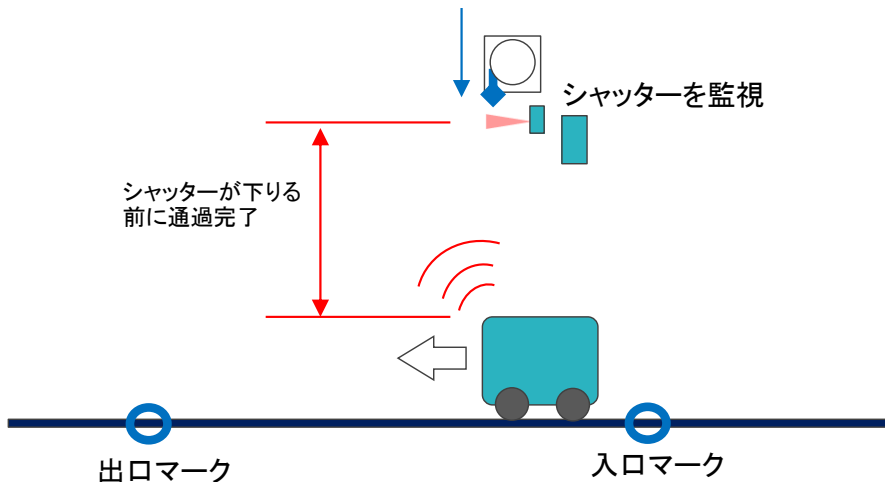 シャッターを監視
シャッターが下りる
前に通過完了
出口マーク
入口マーク